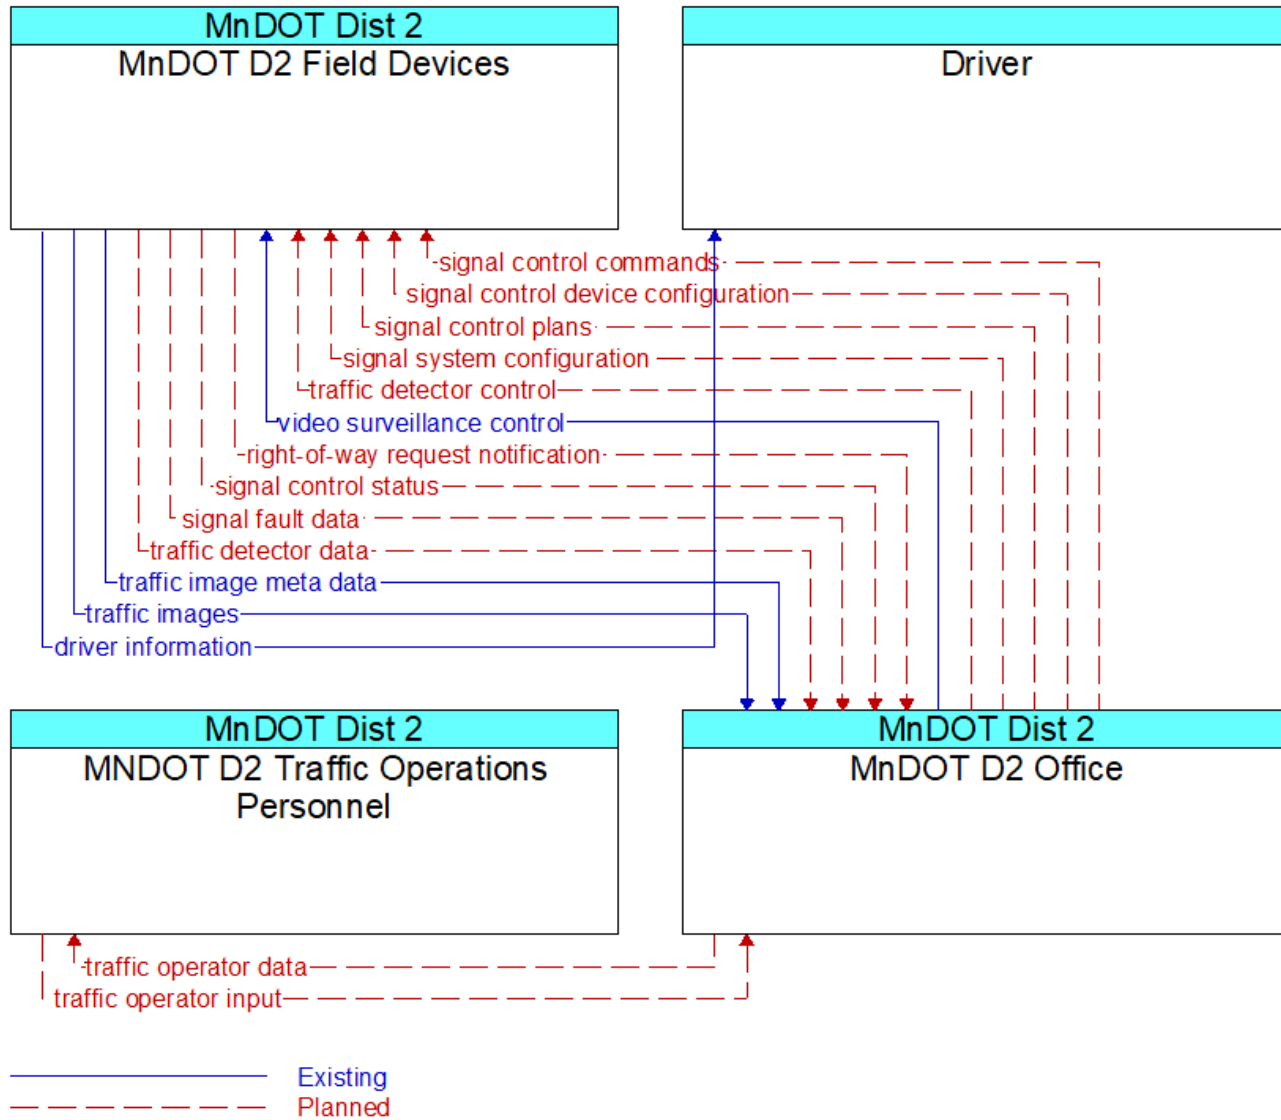 MnDOT Dist 2
MnDOT D2 Field Devices
Driver
signal control commands
signal control device configuration
signal control plans
signal system configuration
traffic detector control
video surveillance control
right-of-way request notification
signal control status
signal fault data
traffic detector data
traffic image meta data
traffic images
driver information
MnDOT Dist 2
MNDOT D2 Traffic Operations
Personnel
MnDOT Dist 2
MnDOT D2 Office
traffic operator data
traffic operator input
Existing
Planned